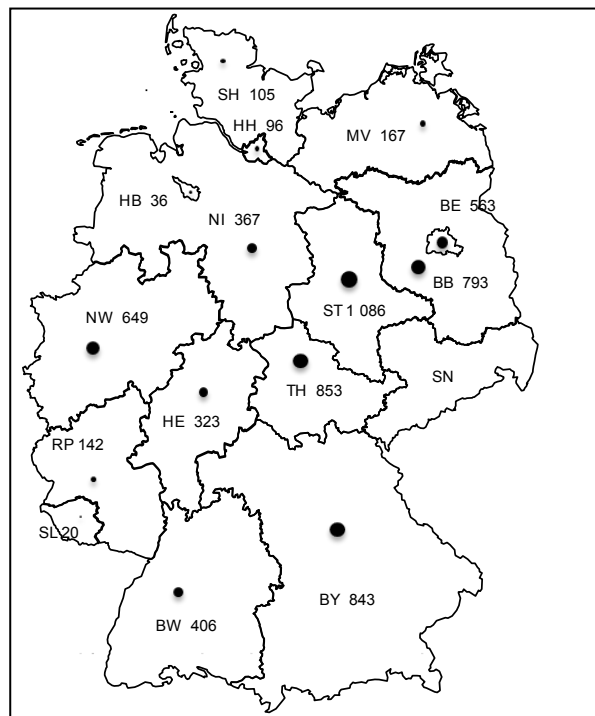 SH 105
HH 96
MV 167
HB 36
BE 563
NI 367
BB 793
ST 1 086
NW 649
SN
TH 853
HE 323
RP 142
SL 20
BY 843
BW 406